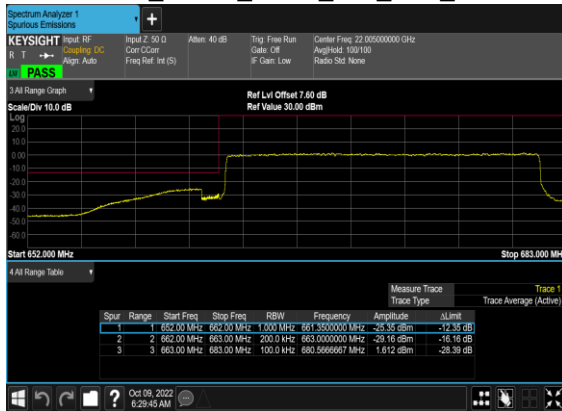 Spectrum Analyzer 1
Spurious Emissions
+
KEYSIGHT Input: RF Input Z: 50 Ω Atten: 40 dB Trig: Free Run Center Freq: 22.005000000 GHz
R T Coupling: DC Corr CCorr Gate: Off Avg|Hold: 100/100
Align: Auto Freq Ref: Int (S) IF Gain: Low Radio Std: None
PASS
3 All Range Graph
Ref Lvl Offset 7.60 dB
Scale/Div 10.0 dB Ref Value 30.00 dBm
Log
20.0
10.0
0.00
-10.0
-20.0
-30.0
-40.0
-50.0
-60.0
Start 652.000 MHz Stop 683.000 MH
4 All Range Table
Measure Trace Trace 1
Trace Type Trace Average (Active)
Spur Range Start Freq Stop Freq RBW Frequency Amplitude ΔLimit
1 1 652.00 MHz 662.00 MHz 1.000 MHz 661.3500000 MHz -25.35 dBm -12.35 dB
2 2 662.00 MHz 663.00 MHz 200.0 kHz 663.0000000 MHz -29.16 dBm -16.16 dB
3 3 663.00 MHz 683.00 MHz 100.0 kHz 680.5666667 MHz 1.612 dBm -28.39 dB
? Oct 09, 2022
6:29:45 AM